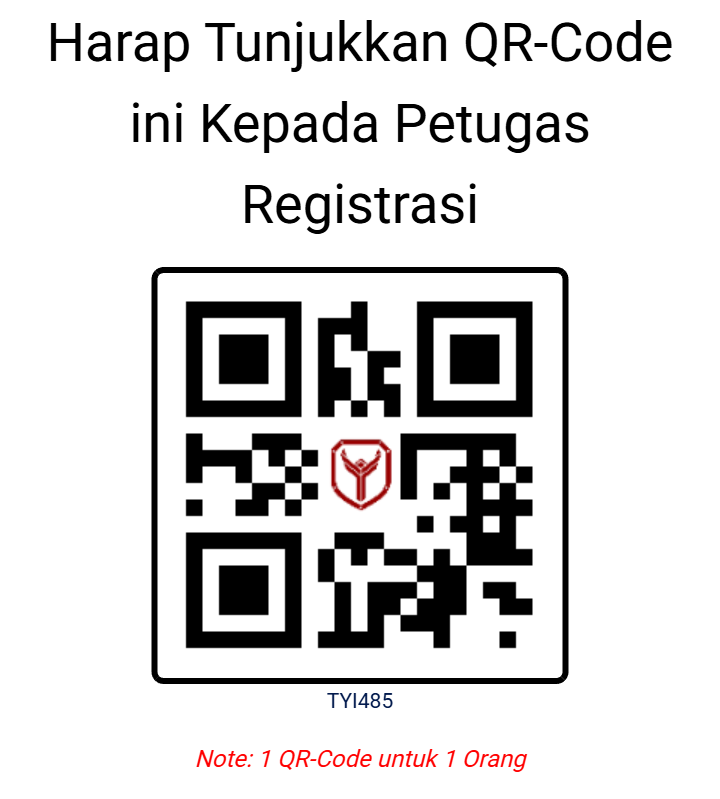 Harap Tunjukkan QR-Code
ini Kepada Petugas
Registrasi
TYI485
Note: 1 QR-Code untuk 1 Orang